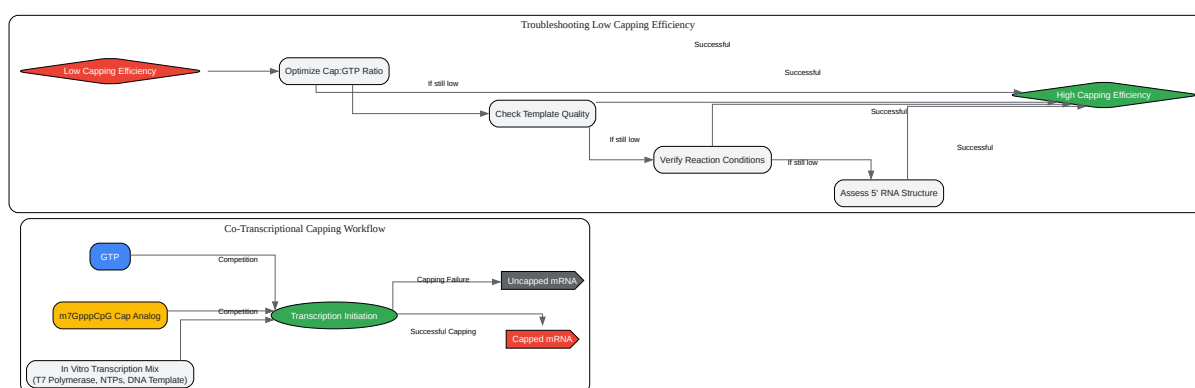 Troubleshooting Low Capping Efficiency
Successful
Low Capping Efficiency
Optimize Cap:GTP Ratio
Successful
If still low
High Capping Efficiency
Check Template Quality
Successful
If still low
Verify Reaction Conditions
If still low
Successful
Assess 5' RNA Structure
Co-Transcriptional Capping Workflow
GTP
Competition
Capping Failure
Uncapped mRNA
m7GpppCpG Cap Analog
Competition
Transcription Initiation
Successful Capping
Capped mRNA
In Vitro Transcription Mix
(T7 Polymerase, NTPs, DNA Template)